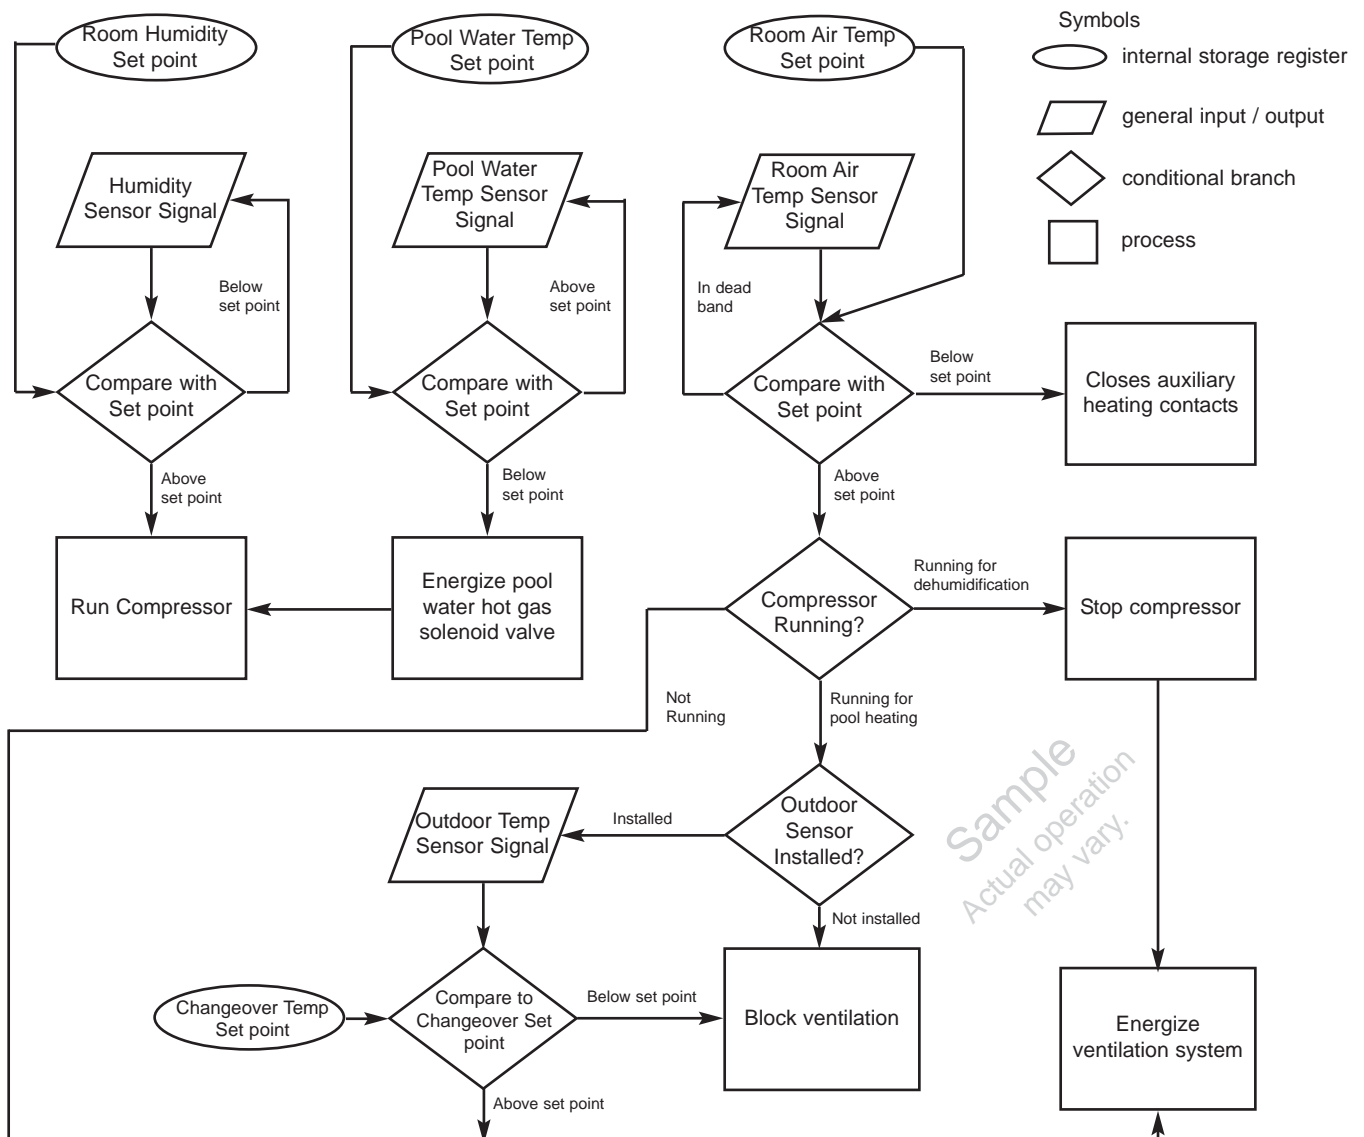 Room Humidity
Set point
Pool Water Temp
Set point
Room Air Temp
Set point
Symbols
internal storage register
general input / output
conditional branch
process
Humidity
Sensor Signal
Pool Water
Temp Sensor
Signal
Room Air
Temp Sensor
Signal
Below
set point
Above
set point
In dead
band
Compare with
Set point
Compare with
Set point
Compare with
Set point
Below
set point
Closes auxiliary
heating contacts
Above
set point
Below
set point
Above
set point
Run Compressor
Energize pool
water hot gas
solenoid valve
Compressor
Running?
Running for
dehumidification
Stop compressor
Not
Running
Running for
pool heating
Outdoor Temp
Sensor Signal
Installed
Outdoor
Sensor
Installed?
Sample
Actual operation
may vary.
Not installed
Changeover Temp
Set point
Compare to
Changeover Set
point
Below set point
Block ventilation
Energize
ventilation system
Above set point